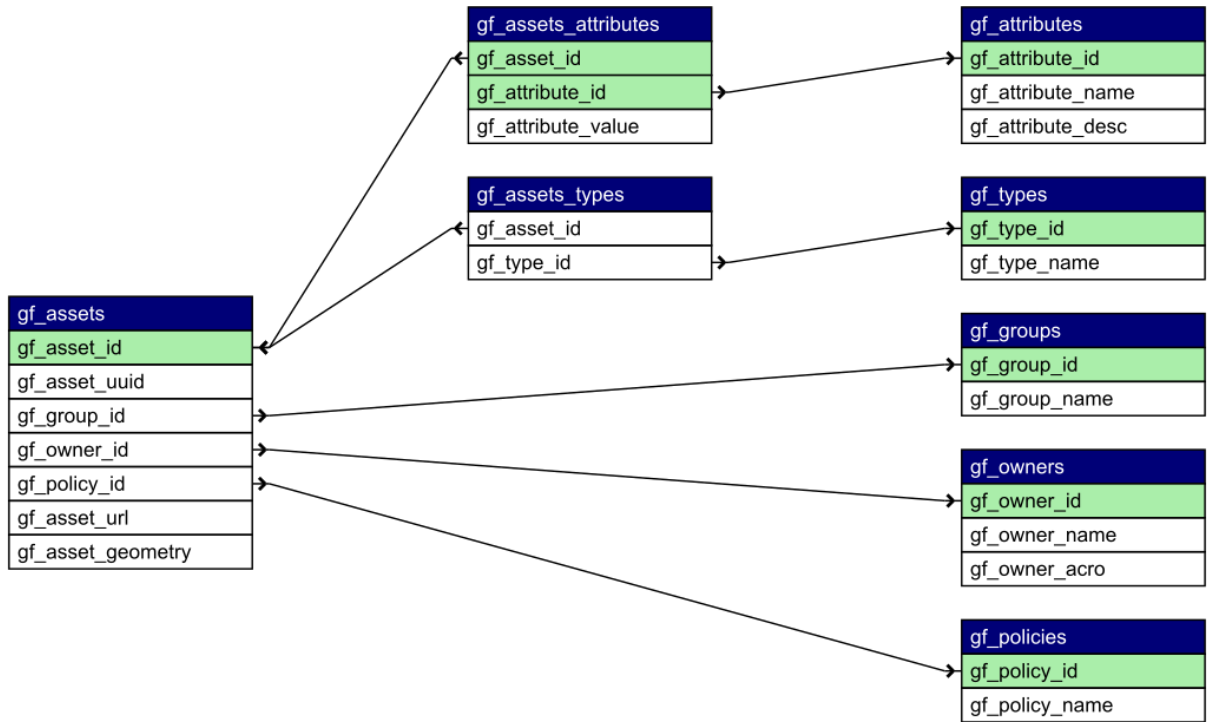 gf_assets_attributes
gf_asset_id
gf_attribute_id
gf_attribute_value
gf_attributes
gf_attribute_id
gf_attribute_name
gf_attribute_desc
gf_assets_types
gf_asset_id
gf_type_id
gf_types
gf_type_id
gf_type_name
gf_assets
gf_asset_id
gf_asset_uuid
gf_group_id
gf_owner_id
gf_policy_id
gf_asset_url
gf_asset_geometry
gf_groups
gf_group_id
gf_group_name
gf_owners
gf_owner_id
gf_owner_name
gf_owner_acro
gf_policies
gf_policy_id
gf_policy_name